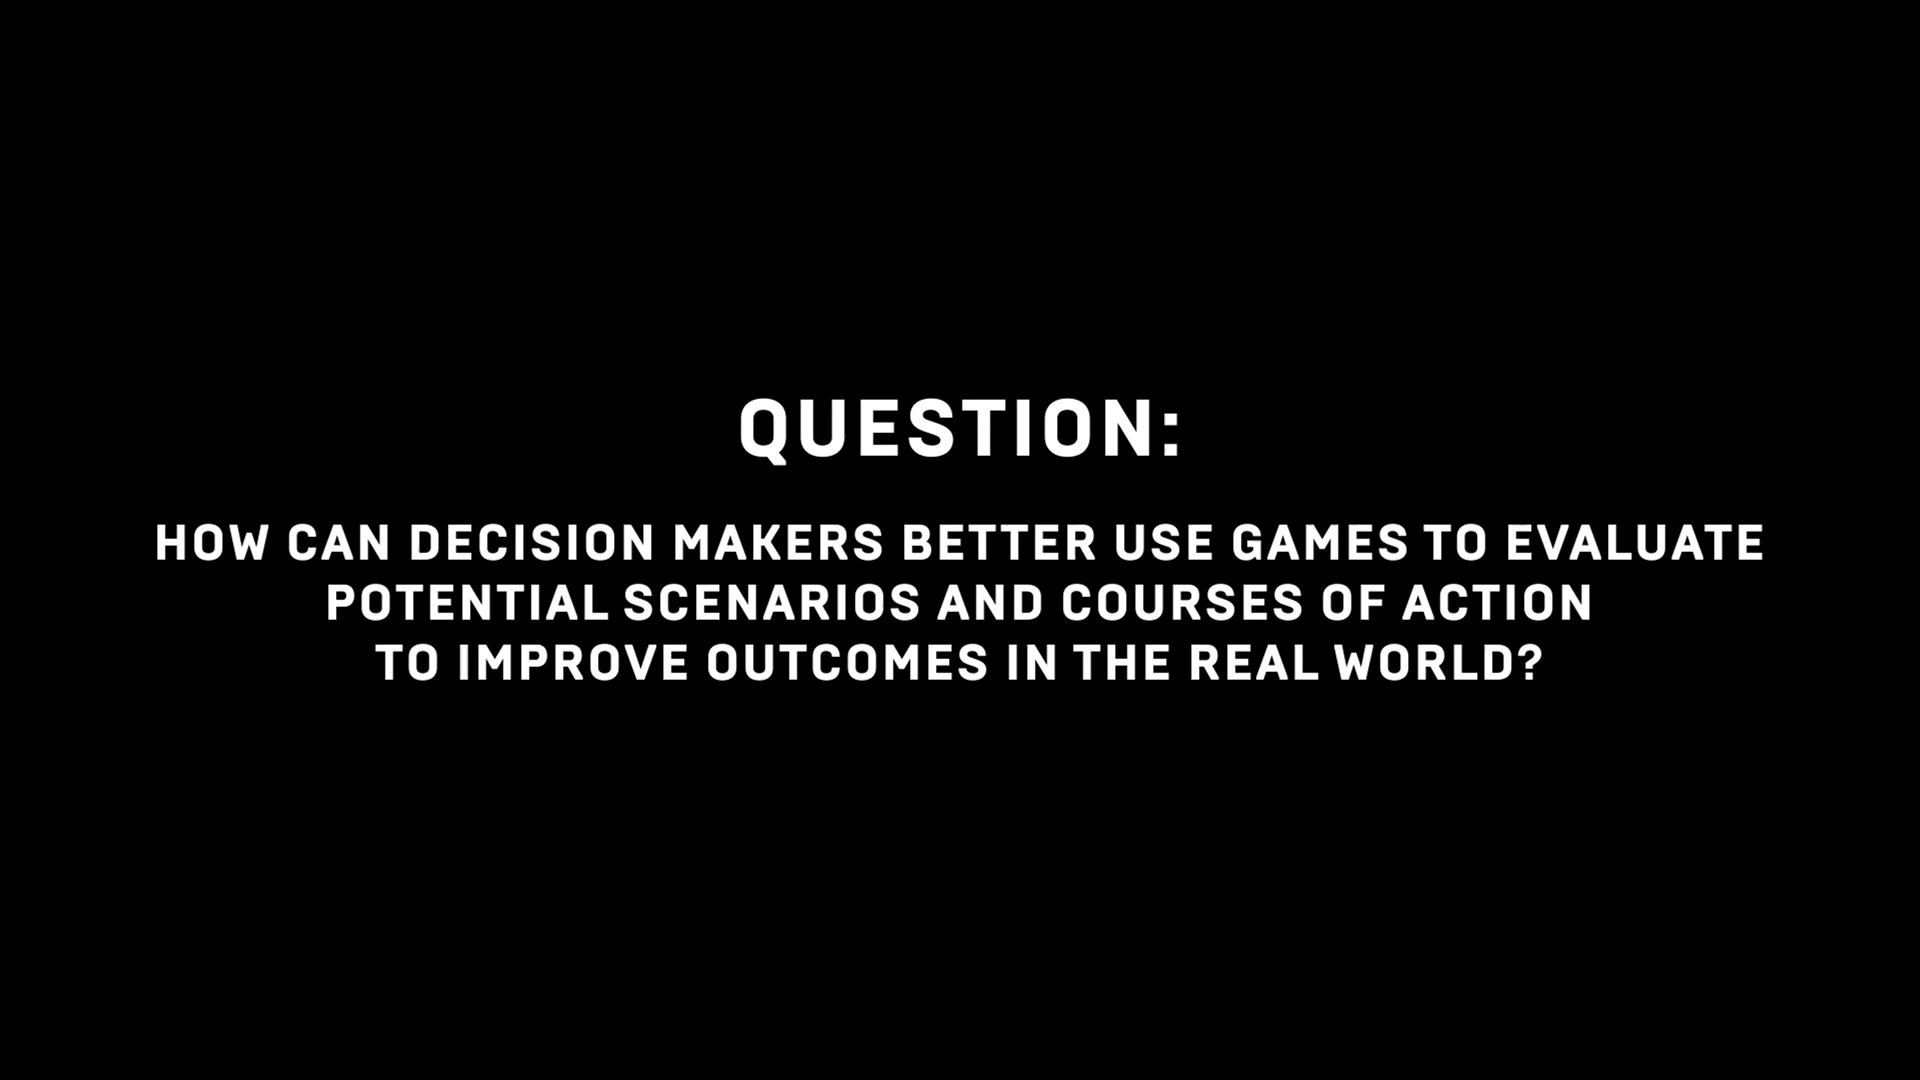 QUESTION:
HOW CAN DECISION MAKERS BETTER USE GAMES TO EVALUATE
POTENTIAL SCENARIOS AND COURSES OF ACTION
TO IMPROVE OUTCOMES IN THE REAL WORLD?